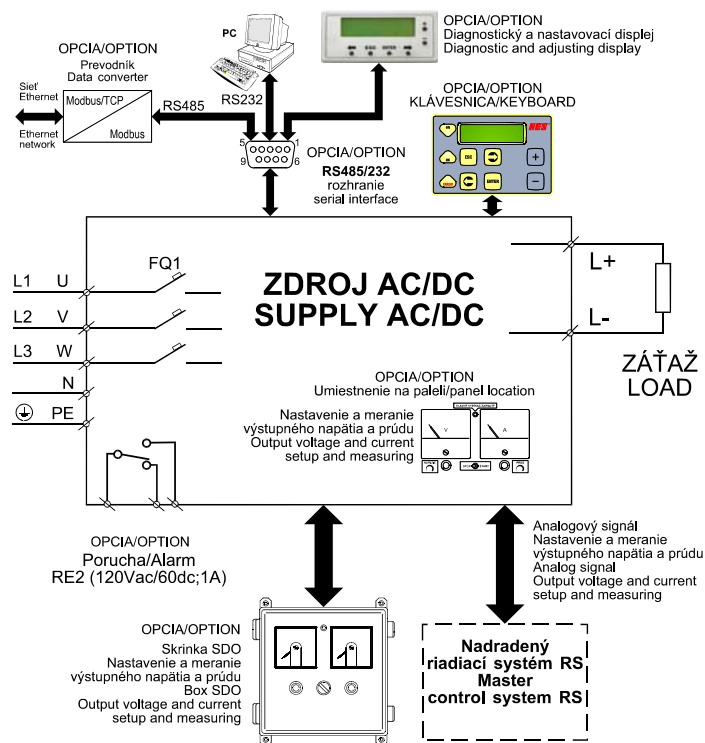 OPCIA/OPTION
Prevodník
Data converter
Sieť
Ethernet
Ethernet
network
Modbus/TCP
Modbus
RS485
PC
RS232
OPCIA/OPTION
Diagnostický a nastavovací displej
Diagnostic and adjusting display
ESC ENTER
OPCIA/OPTION
KLÁVESNICA/KEYBOARD
ESC
ENTER
5 1
9 6
OPCIA/OPTION
RS485/232
rozhranie
serial interface
L1 U
L2 V
L3 W
N
PE
FQ1
ZDROJ AC/DC
SUPPLY AC/DC
L+
L-
ZÁŤAŽ
LOAD
OPCIA/OPTION
Umiestnenie na paleli/panel location
Nastavenie a meranie
výstupného napätia a prúdu
Output voltage and current
setup and measuring
V
A
OPCIA/OPTION
Porucha/Alarm
RE2 (120Vac/60dc;1A)
Analogový signál
Nastavenie a meranie
výstupného napätia a prúdu
Analog signal
Output voltage and current
setup and measuring
OPCIA/OPTION
Skrinka SDO
Nastavenie a meranie
výstupného napätia a prúdu
Box SDO
Output voltage and current
setup and measuring
Nadradený
riadiací systém RS
Master
control system RS